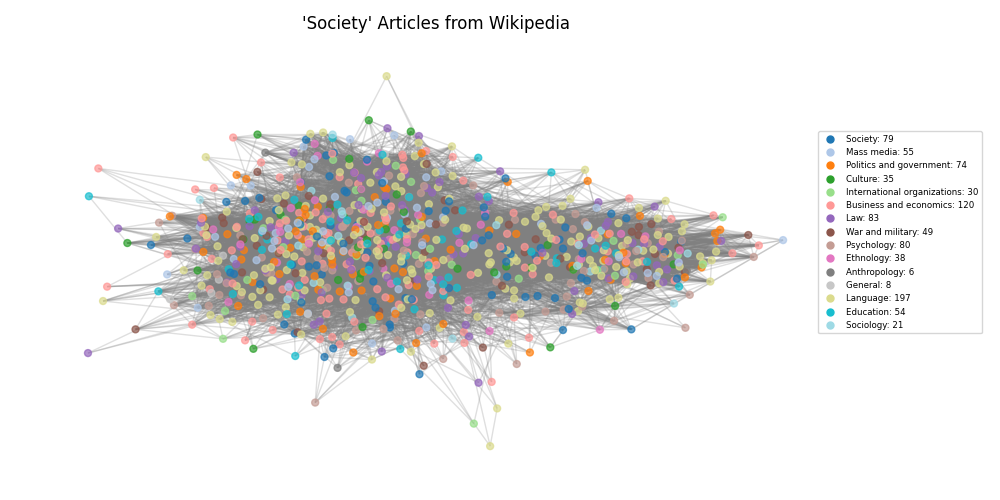 'Society' Articles from Wikipedia
Society: 79
Mass media: 55
Politics and government: 74
Culture: 35
International organizations: 30
Business and economics: 120
Law: 83
War and military: 49
Psychology: 80
Ethnology: 38
Anthropology: 6
General: 8
Language: 197
Education: 54
Sociology: 21